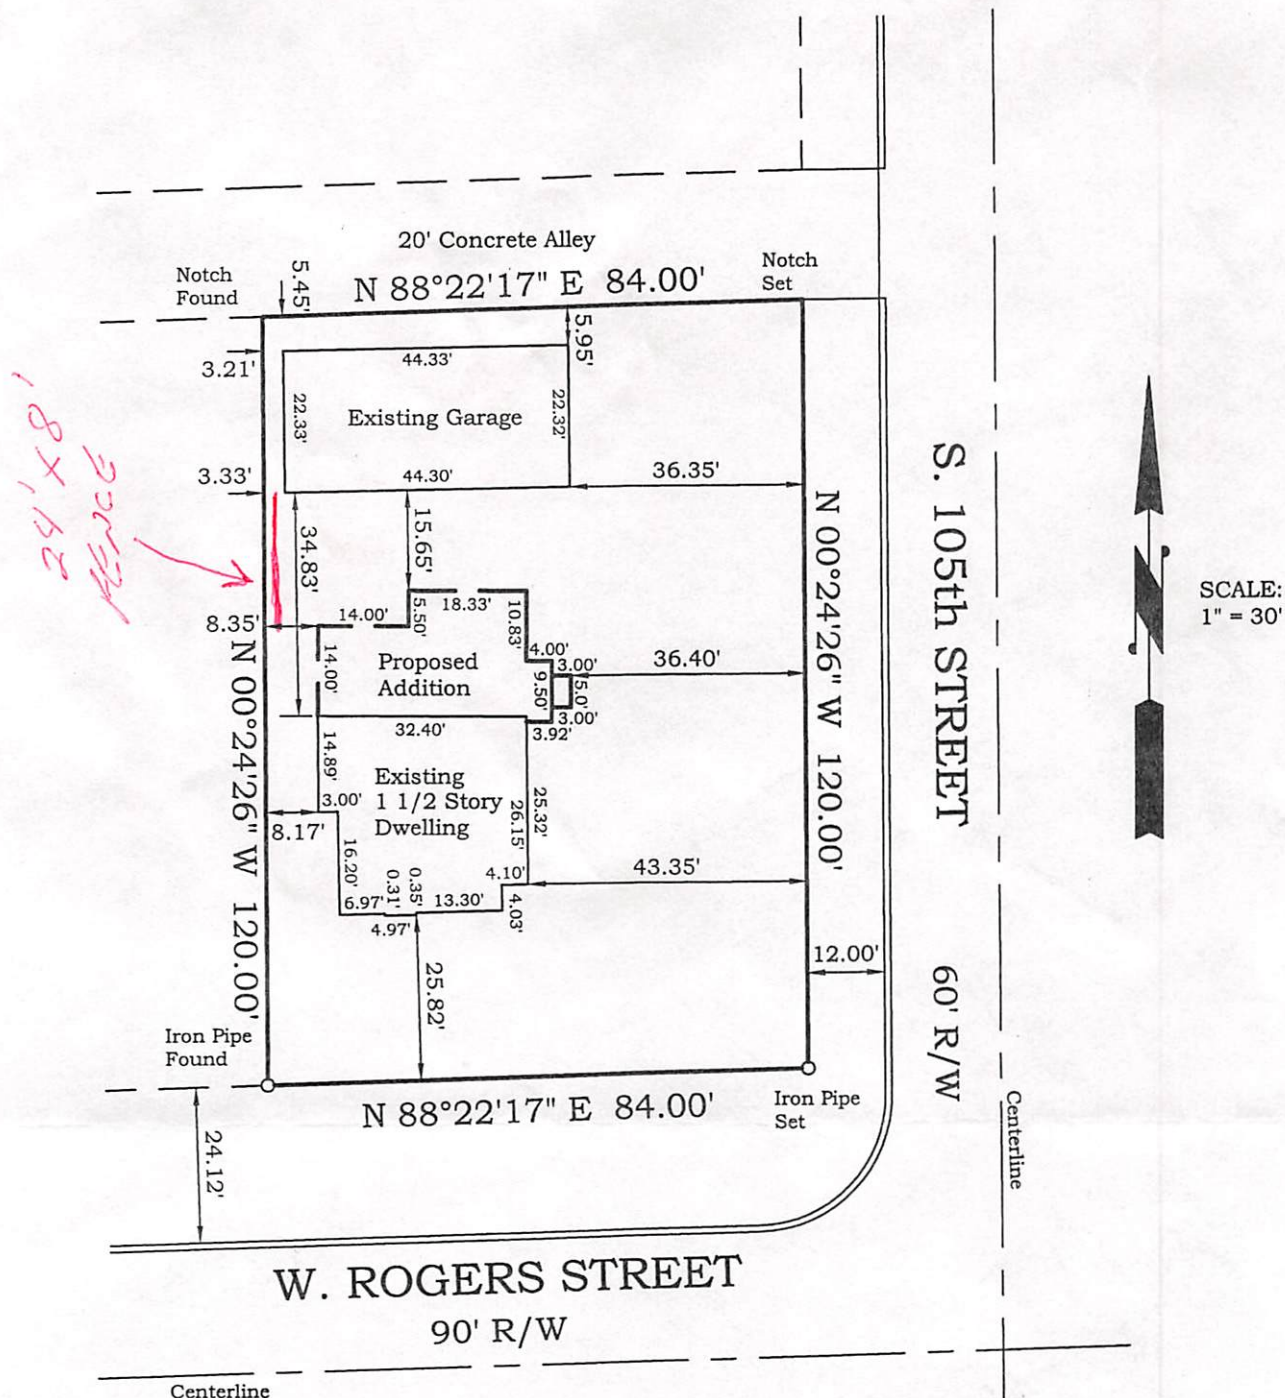 20' Concrete Alley
Notch
Found
5.45'
N 88°22'17" E 84.00'
Notch
Set
3.21'
44.33'
5.95'
22.33'
Existing Garage
22.32'
24' x 8'
FENCE
3.33'
44.30'
36.35'
34.83'
15.65'
8.35'
14.00'
5.50'
18.33'
10.83'
14.00'
Proposed
Addition
4.00'
3.00'
9.50'
5.0'
3.00'
36.40'
32.40'
3.92'
14.89'
Existing
1 1/2 Story
Dwelling
26.15'
25.32'
3.00'
8.17'
16.20'
6.97'
0.31'
0.35'
4.97'
13.30'
4.10'
4.03'
43.35'
25.82'
12.00'
N 00°24'26" W 120.00'
N 00°24'26" W 120.00'
S. 105th STREET
60' R/W
SCALE:
1" = 30'
Iron Pipe
Found
N 88°22'17" E 84.00'
Iron Pipe
Set
Centerline
24.12'
W. ROGERS STREET
90' R/W
Centerline